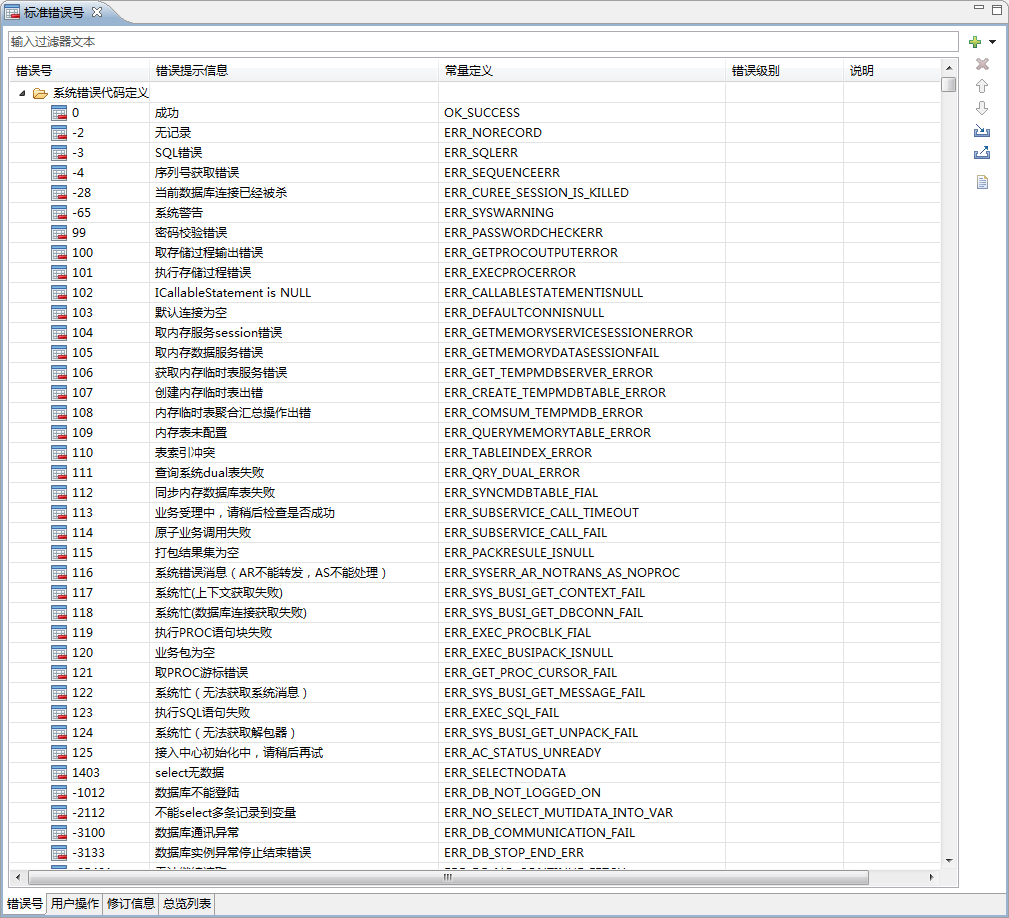 标准错误号
输入过滤器文本
错误号 错误提示信息 常量定义 错误级别 说明
系统错误代码定义
0 成功 OK_SUCCESS
-2 无记录 ERR_NORECORD
-3 SQL错误 ERR_SQLERR
-4 序列号获取错误 ERR_SEQUENCEERR
-28 当前数据库连接已经被杀 ERR_CUREE_SESSION_IS_KILLED
-65 系统警告 ERR_SYSWARNING
99 密码校验错误 ERR_PASSWORDCHECKERR
100 取存储过程输出错误 ERR_GETPROCOUTPUTERROR
101 执行存储过程错误 ERR_EXECPROCERROR
102 ICallableStatement is NULL ERR_CALLABLESTATEMENTISNULL
103 默认连接为空 ERR_DEFAULTCONNISNULL
104 取内存服务session错误 ERR_GETMEMORYSERVICESESSIONERROR
105 取内存数据服务错误 ERR_GETMEMORYDATASESSIONFAIL
106 获取内存临时表服务错误 ERR_GET_TEMPMDBSERVER_ERROR
107 创建内存临时表出错 ERR_CREATE_TEMPMDBTABLE_ERROR
108 内存临时表聚合汇总操作出错 ERR_COMSUM_TEMPMDB_ERROR
109 内存表未配置 ERR_QUERYMEMORYTABLE_ERROR
110 表索引冲突 ERR_TABLEINDEX_ERROR
111 查询系统dual表失败 ERR_QRY_DUAL_ERROR
112 同步内存数据库表失败 ERR_SYNCMDBTABLE_FIAL
113 业务受理中，请稍后检查是否成功 ERR_SUBSERVICE_CALL_TIMEOUT
114 原子业务调用失败 ERR_SUBSERVICE_CALL_FAIL
115 打包结果集为空 ERR_PACKRESULE_ISNULL
116 系统错误消息（AR不能转发，AS不能处理） ERR_SYSERR_AR_NOTRANS_AS_NOPROC
117 系统忙(上下文获取失败) ERR_SYS_BUSI_GET_CONTEXT_FAIL
118 系统忙(数据库连接获取失败) ERR_SYS_BUSI_GET_DBCONN_FAIL
119 执行PROC语句块失败 ERR_EXEC_PROCBLK_FIAL
120 业务包为空 ERR_EXEC_BUSIPACK_ISNULL
121 取PROC游标错误 ERR_GET_PROC_CURSOR_FAIL
122 系统忙（无法获取系统消息） ERR_SYS_BUSI_GET_MESSAGE_FAIL
123 执行SQL语句失败 ERR_EXEC_SQL_FAIL
124 系统忙（无法获取解包器） ERR_SYS_BUSI_GET_UNPACK_FAIL
125 接入中心初始化中，请稍后再试 ERR_AC_STATUS_UNREADY
1403 select无数据 ERR_SELECTNODATA
-1012 数据库不能登陆 ERR_DB_NOT_LOGGED_ON
-2112 不能select多条记录到变量 ERR_NO_SELECT_MUTIDATA_INTO_VAR
-3100 数据库通讯异常 ERR_DB_COMMUNICATION_FAIL
-3133 数据库实例异常停止结束错误 ERR_DB_STOP_END_ERR
错误号 用户操作 修订信息 总览列表